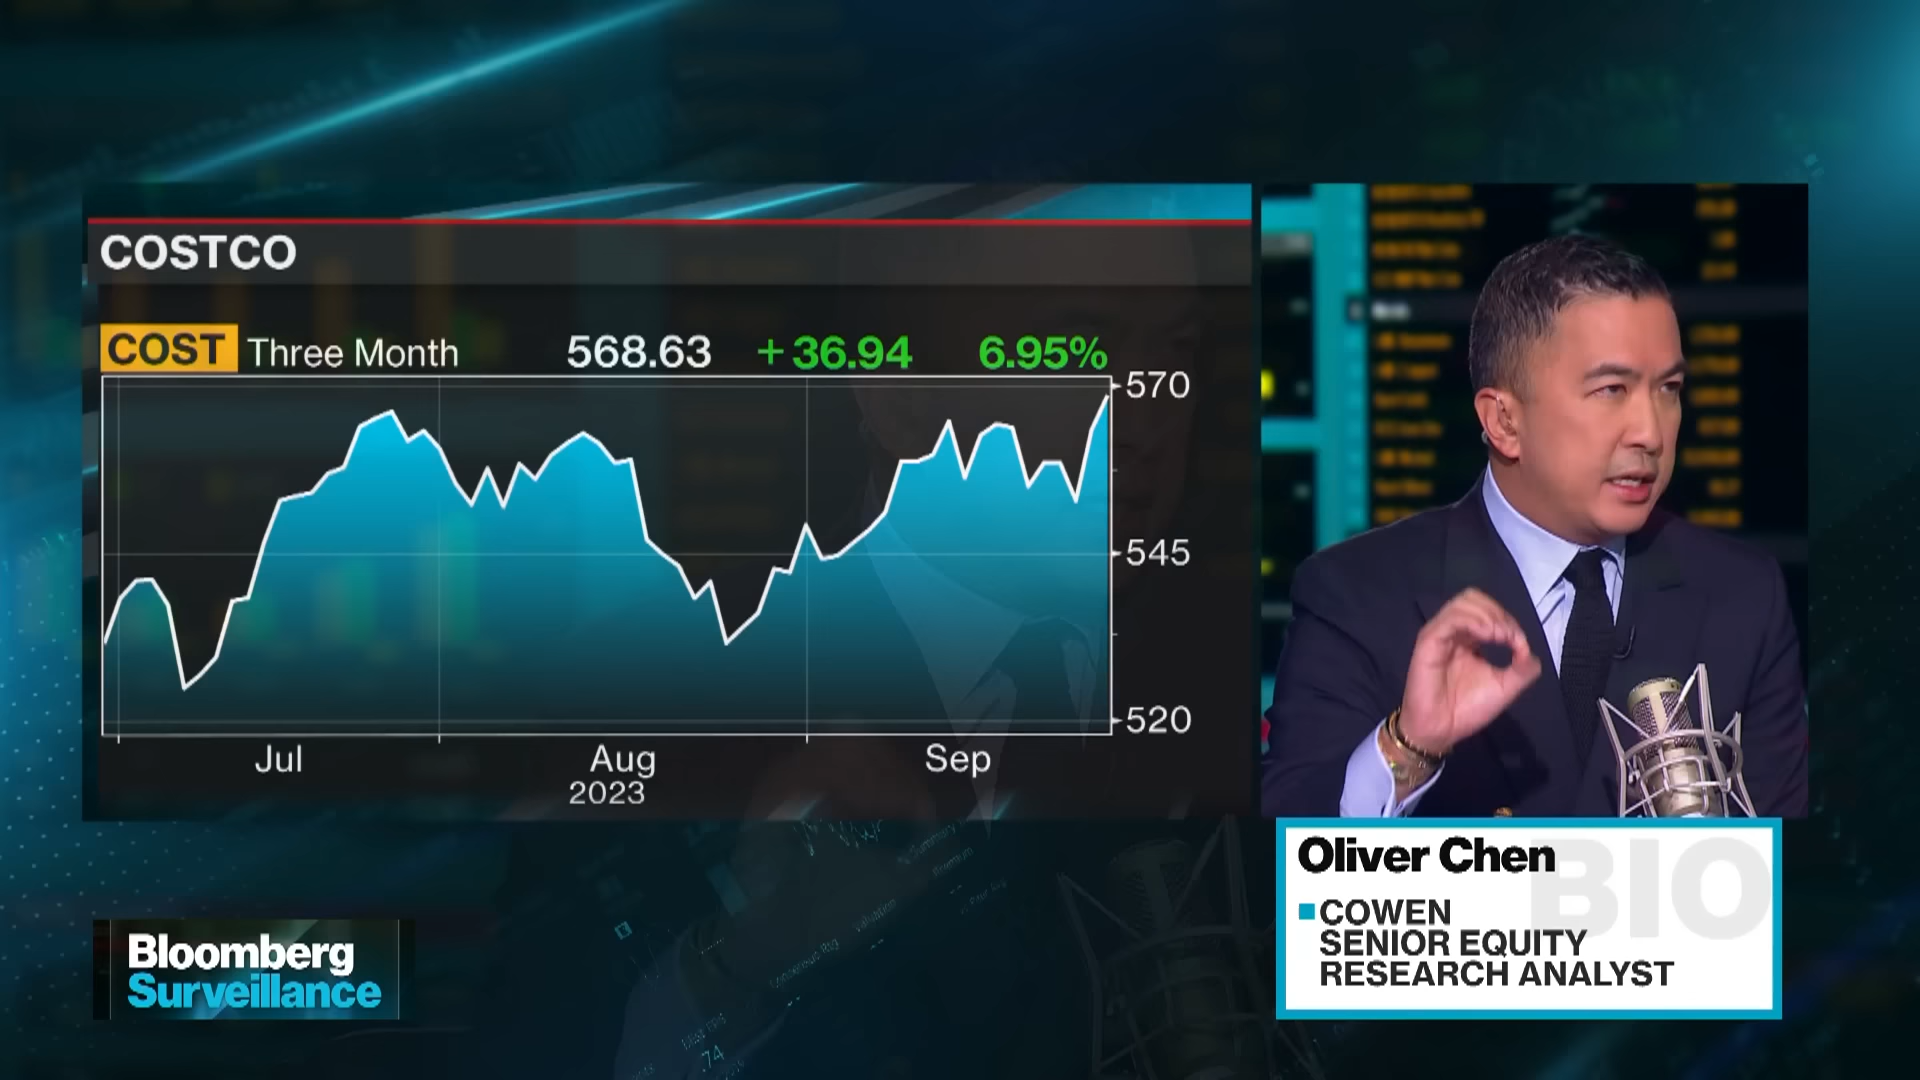 COSTCO
COST Three Month 568.63 +36.94 6.95%
570
545
520
Jul Aug Sep
2023
Bloomberg
Surveillance
BIO
Oliver Chen
COWEN
SENIOR EQUITY
RESEARCH ANALYST
74